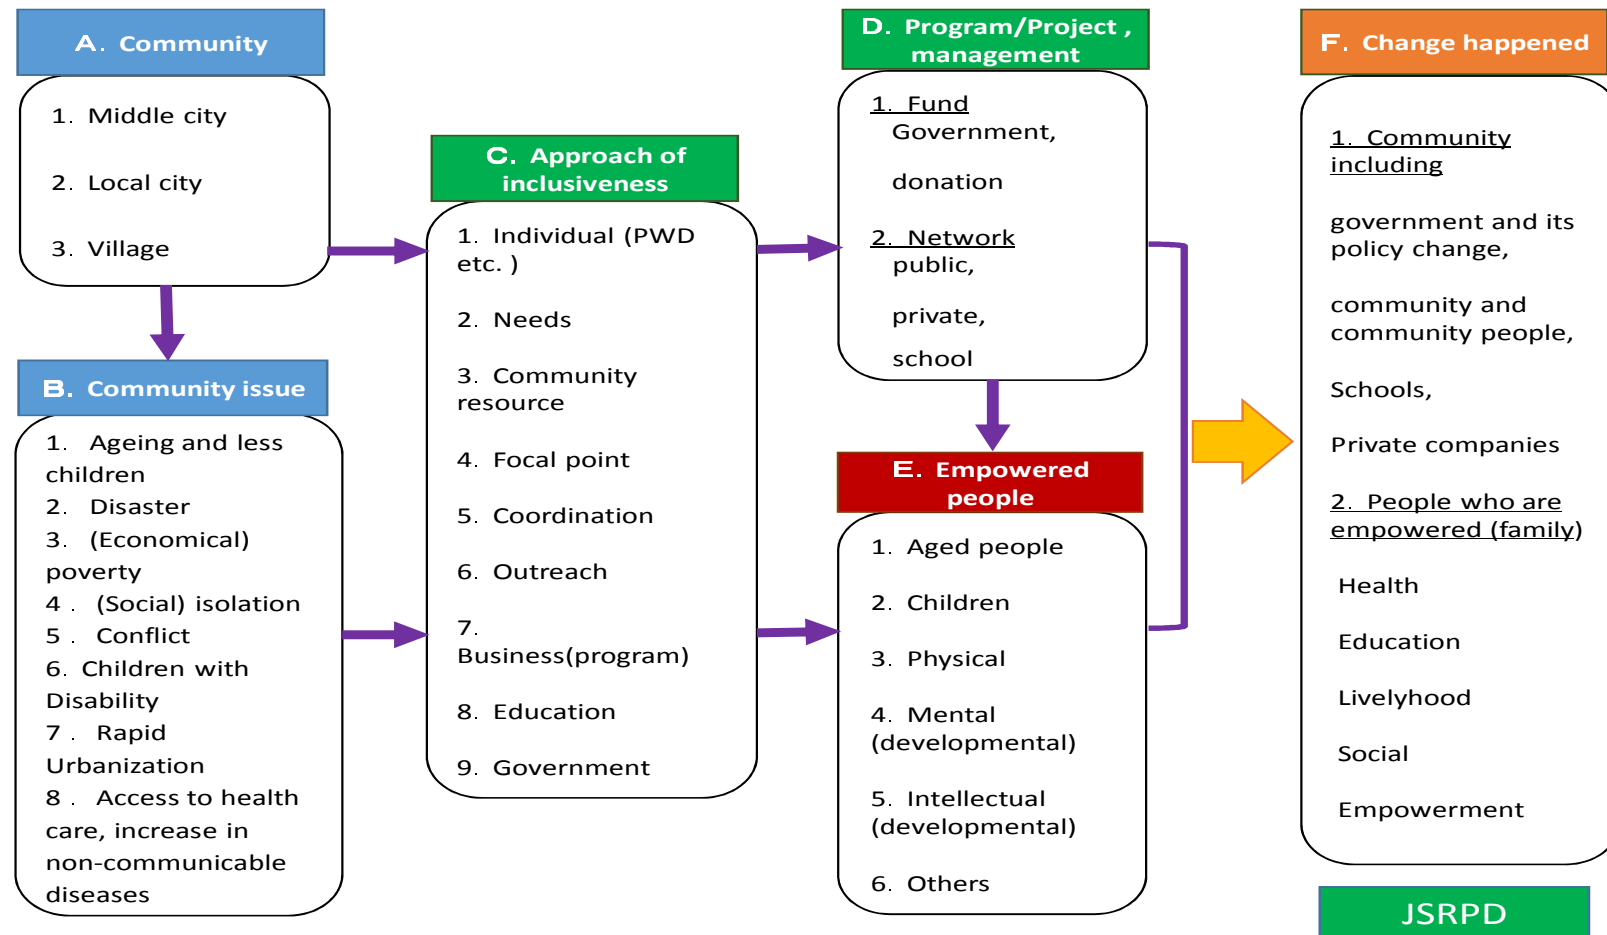 A. Community
1. Middle city
2. Local city
3. Village
B. Community issue
1. Ageing and less
children
2. Disaster
3. (Economical)
poverty
4. (Social) isolation
5. Conflict
6. Children with
Disability
7. Rapid
Urbanization
8. Access to health
care, increase in
non-communicable
diseases
C. Approach of
inclusiveness
1. Individual (PWD
etc. )
2. Needs
3. Community
resource
4. Focal point
5. Coordination
6. Outreach
7.
Business(program)
8. Education
9. Government
D. Program/Project ,
management
1. Fund
Government,
donation
2. Network
public,
private,
school
E. Empowered
people
1. Aged people
2. Children
3. Physical
4. Mental
(developmental)
5. Intellectual
(developmental)
6. Others
F. Change happened
1. Community
including
government and its
policy change,
community and
community people,
Schools,
Private companies
2. People who are
empowered (family)
Health
Education
Livelyhood
Social
Empowerment
JSRPD